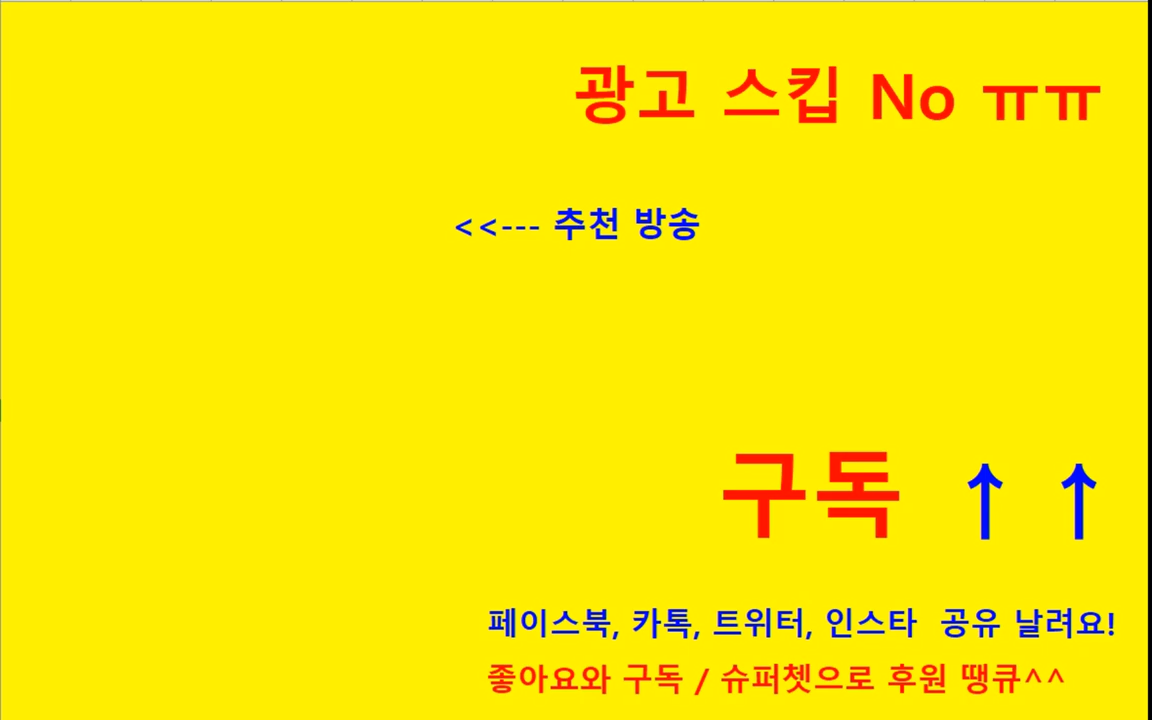 광고 스킵 No ㅠㅠ
<<--- 추천 방송
구독 ↑ ↑
페이스북, 카톡, 트위터, 인스타 공유 날려요!
좋아요와 구독 / 슈퍼쳇으로 후원 땡큐^^